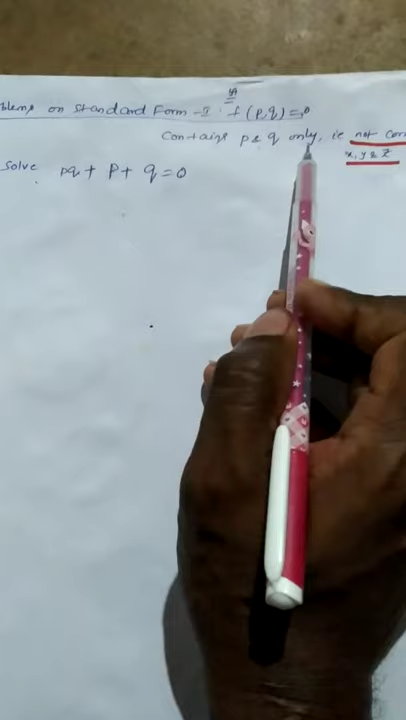 blems on Standard Form -II f(p,q)=0
Contains p & q only, ie not con
x, y & z
Solve pq + p + q = 0